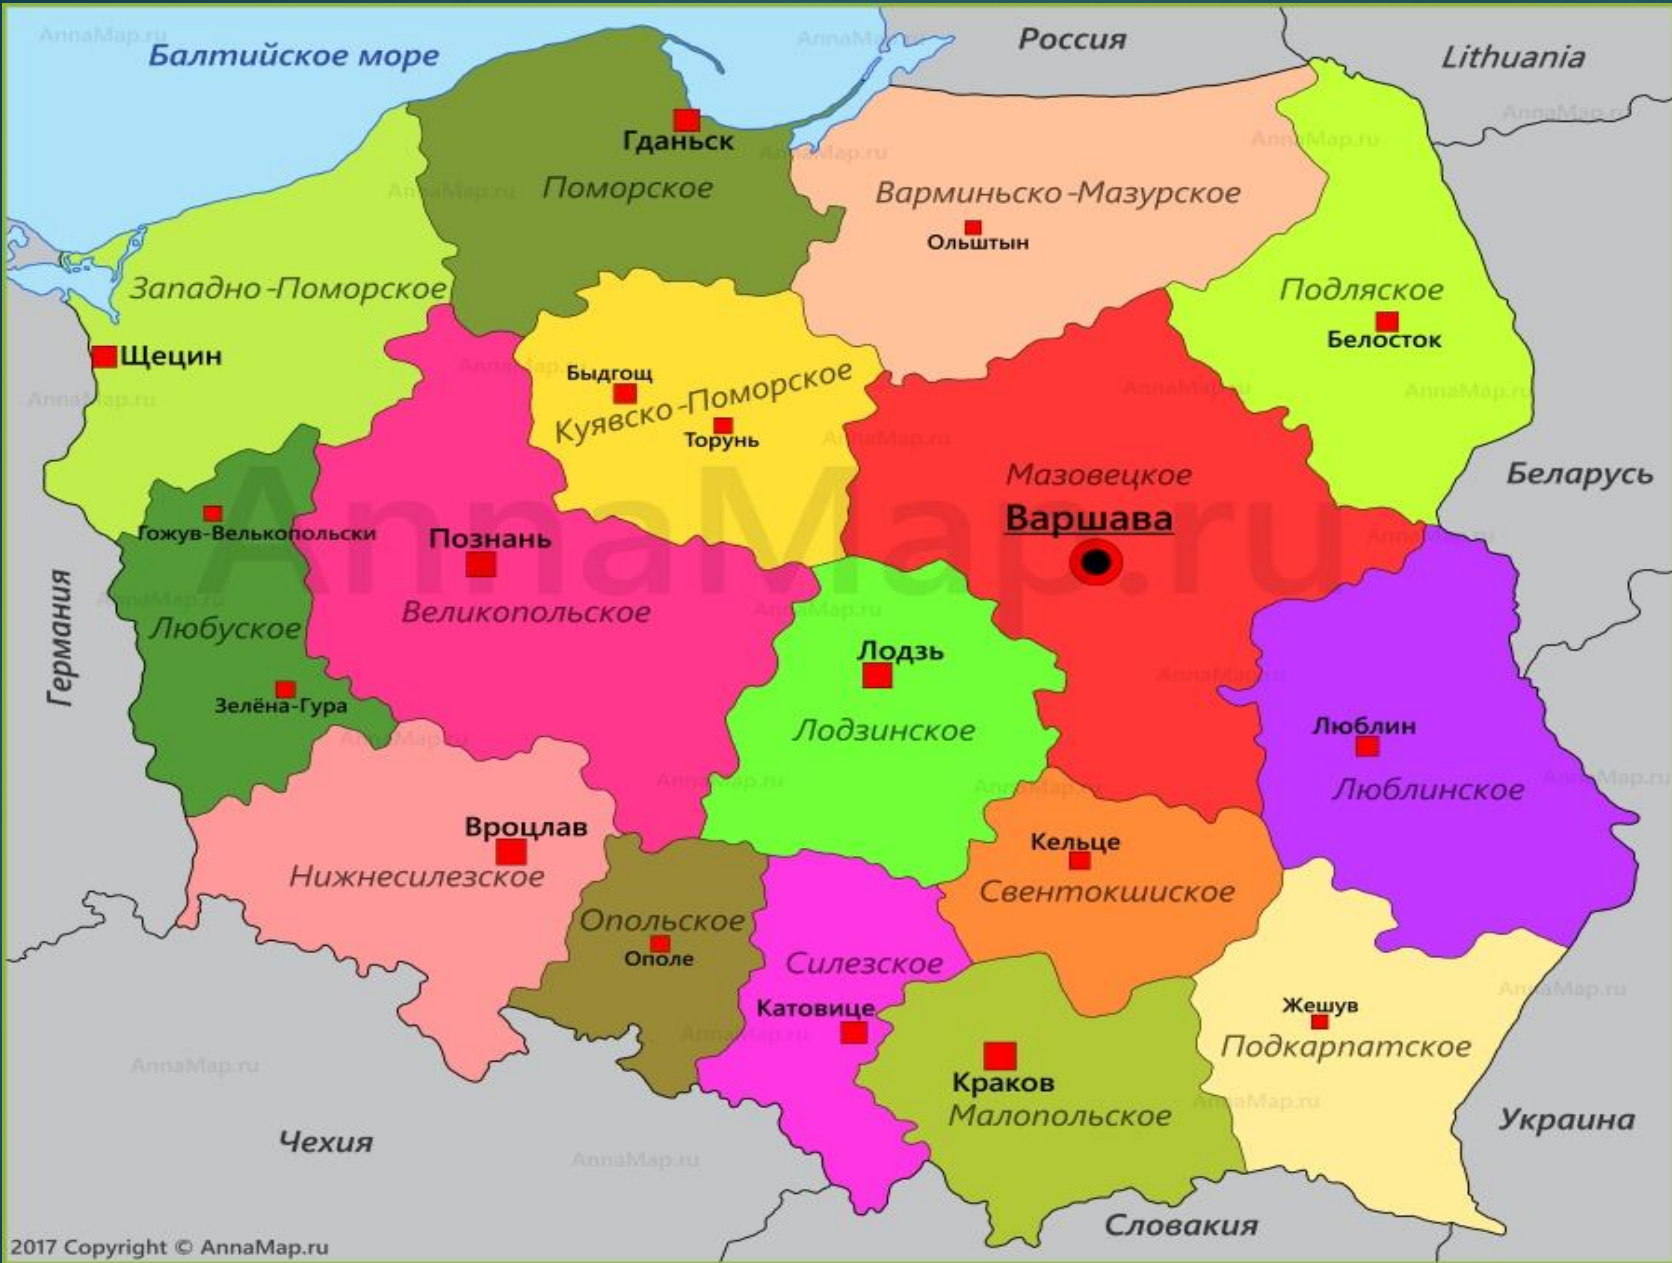 Балтийское море
Россия
Lithuania
Гданьск
Поморское
Варминьско-Мазурское
Ольштын
Западно-Поморское
Подляское
Белосток
Щецин
Быдгощ
Куявско-Поморское
Торунь
Мазовецкое
Варшава
Беларусь
Гожув-Велькопольски
Познань
Великопольское
Германия
Любуское
Зелёна-Гура
Лодзь
Лодзинское
Люблин
Люблинское
Вроцлав
Нижнесилезское
Кельце
Свентокшиское
Опольское
Ополе
Силезское
Катовице
Жешув
Подкарпатское
Краков
Малопольское
Украина
Чехия
Словакия
AnnaMap.ru
2017 Copyright © AnnaMap.ru